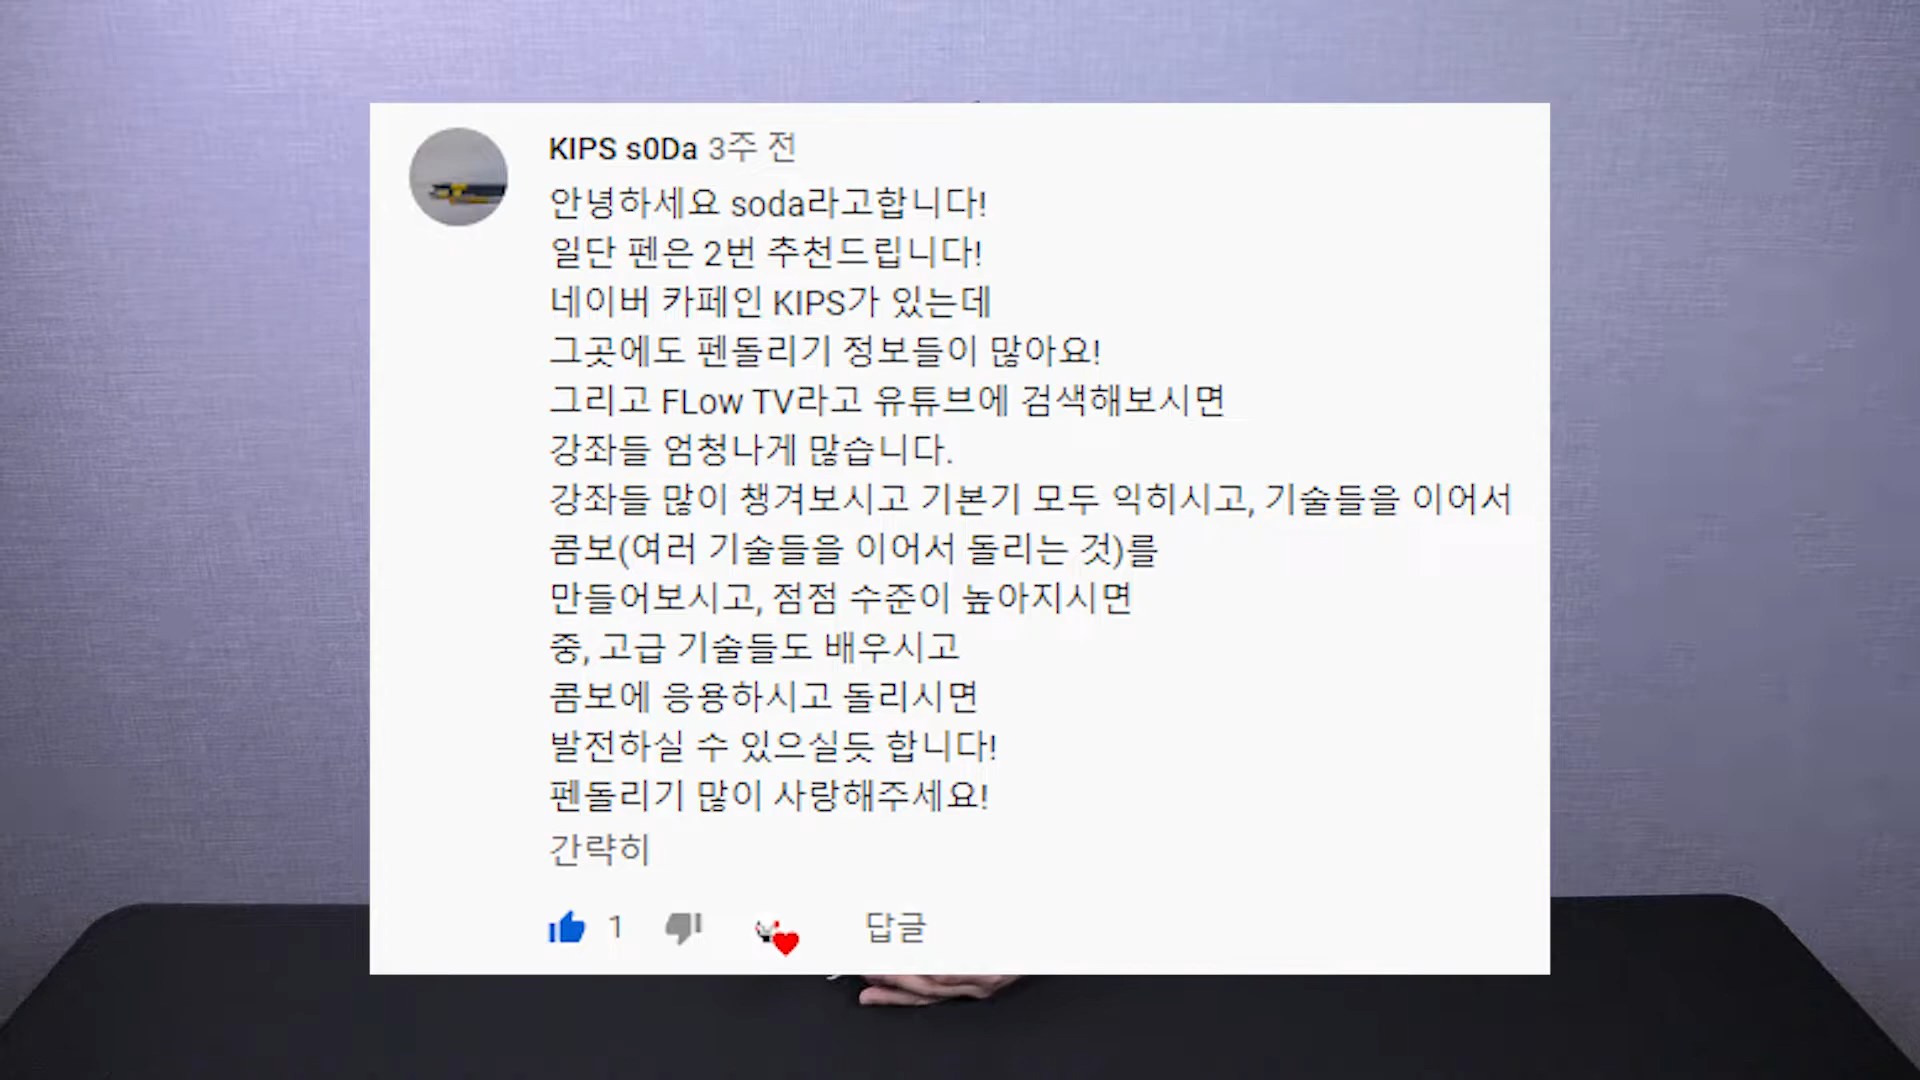 KIPS s0Da 3주 전
안녕하세요 soda라고합니다!
일단 펜은 2번 추천드립니다!
네이버 카페인 KIPS가 있는데
그곳에도 펜돌리기 정보들이 많아요!
그리고 FLow TV라고 유튜브에 검색해보시면
강좌들 엄청나게 많습니다.
강좌들 많이 챙겨보시고 기본기 모두 익히시고, 기술들을 이어서
콤보(여러 기술들을 이어서 돌리는 것)를
만들어보시고, 점점 수준이 높아지시면
중, 고급 기술들도 배우시고
콤보에 응용하시고 돌리시면
발전하실 수 있으실듯 합니다!
펜돌리기 많이 사랑해주세요!
간략히
1 답글